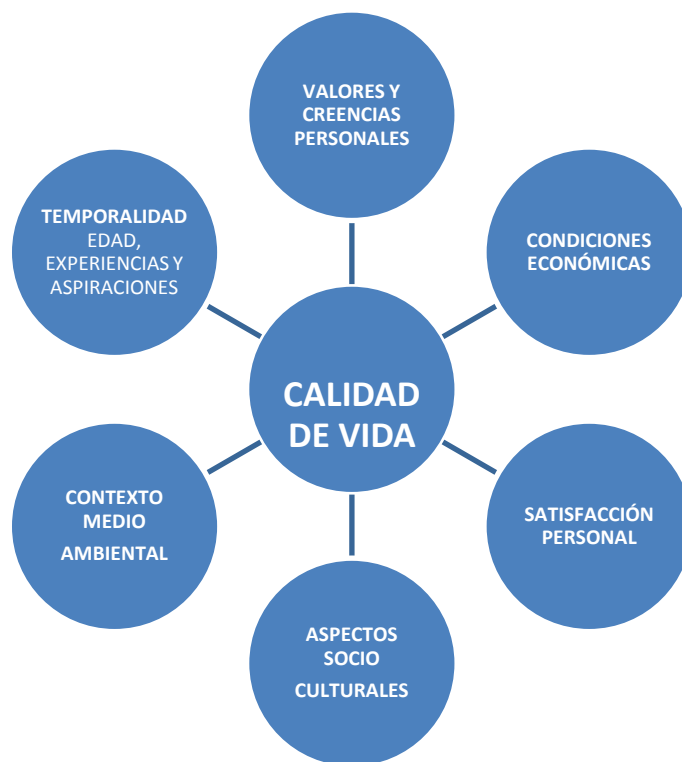 VALORES Y
CREENCIAS
PERSONALES
TEMPORALIDAD
EDAD,
EXPERIENCIAS Y
ASPIRACIONES
CONDICIONES
ECONÓMICAS
CALIDAD
DE VIDA
CONTEXTO
MEDIO
AMBIENTAL
SATISFACCIÓN
PERSONAL
ASPECTOS
SOCIO
CULTURALES